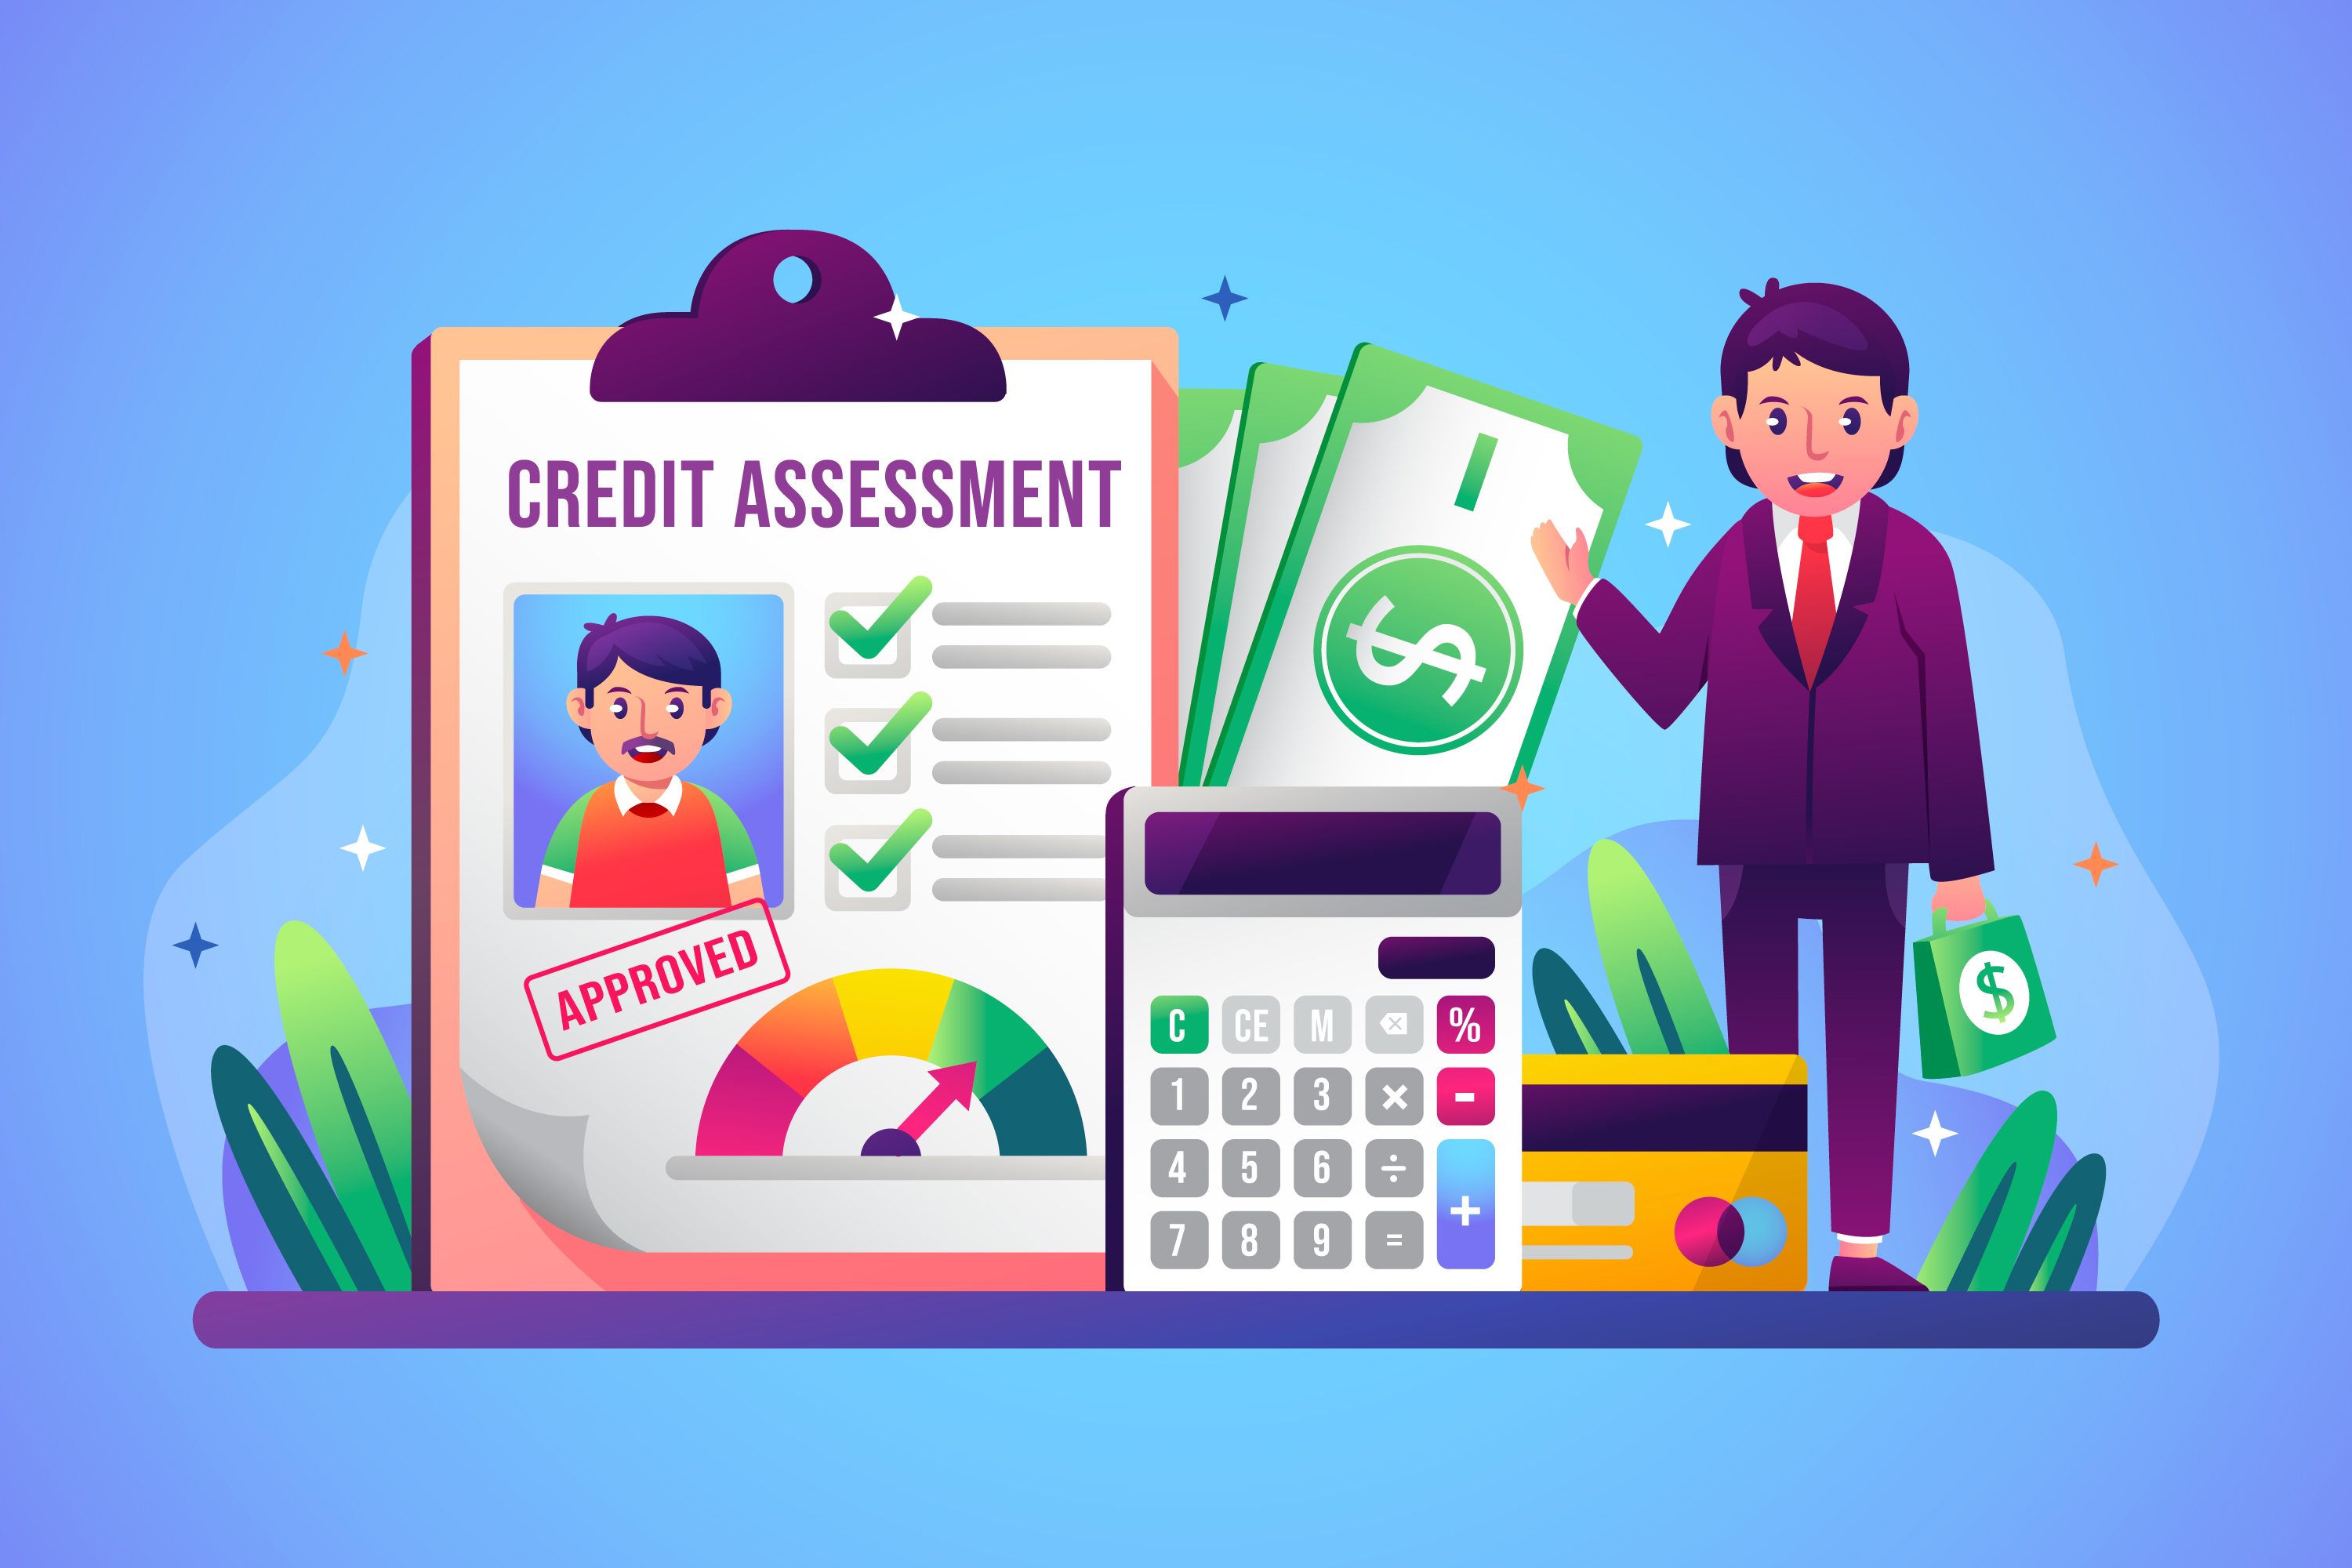 CREDIT ASSESSMENT
APPROVED
$
$
C CE M × %
1 2 3 × -
4 5 6 ÷ +
7 8 9 =